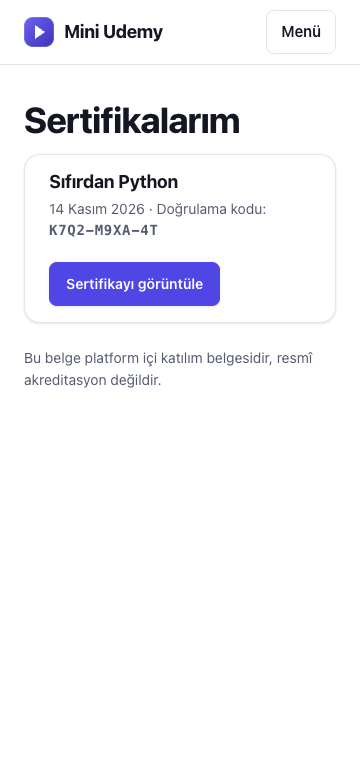 Mini Udemy
Menü
Sertifikalarım
Sıfırdan Python
14 Kasım 2026 · Doğrulama kodu:
K7Q2-M9XA-4T
Sertifikayı görüntüle
Bu belge platform içi katılım belgesidir, resmî
akreditasyon değildir.